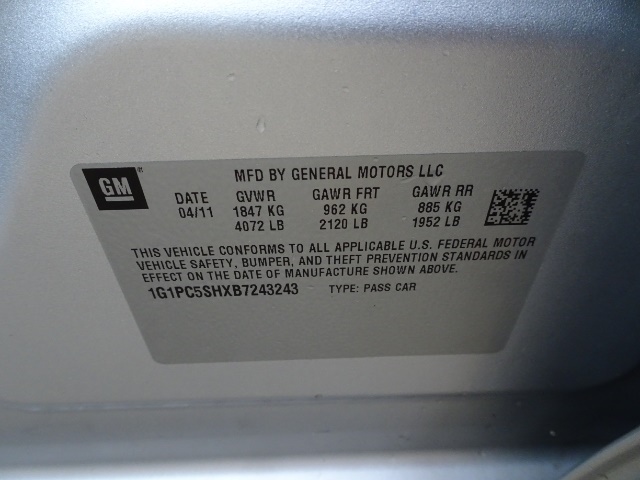 GM
MFD BY GENERAL MOTORS LLC
DATE GVWR GAWR FRT GAWR RR
04/11 1847 KG 962 KG 885 KG
4072 LB 2120 LB 1952 LB
THIS VEHICLE CONFORMS TO ALL APPLICABLE U.S. FEDERAL MOTOR
VEHICLE SAFETY, BUMPER, AND THEFT PREVENTION STANDARDS IN
EFFECT ON THE DATE OF MANUFACTURE SHOWN ABOVE.
1G1PC5SHXB7243243 TYPE: PASS CAR